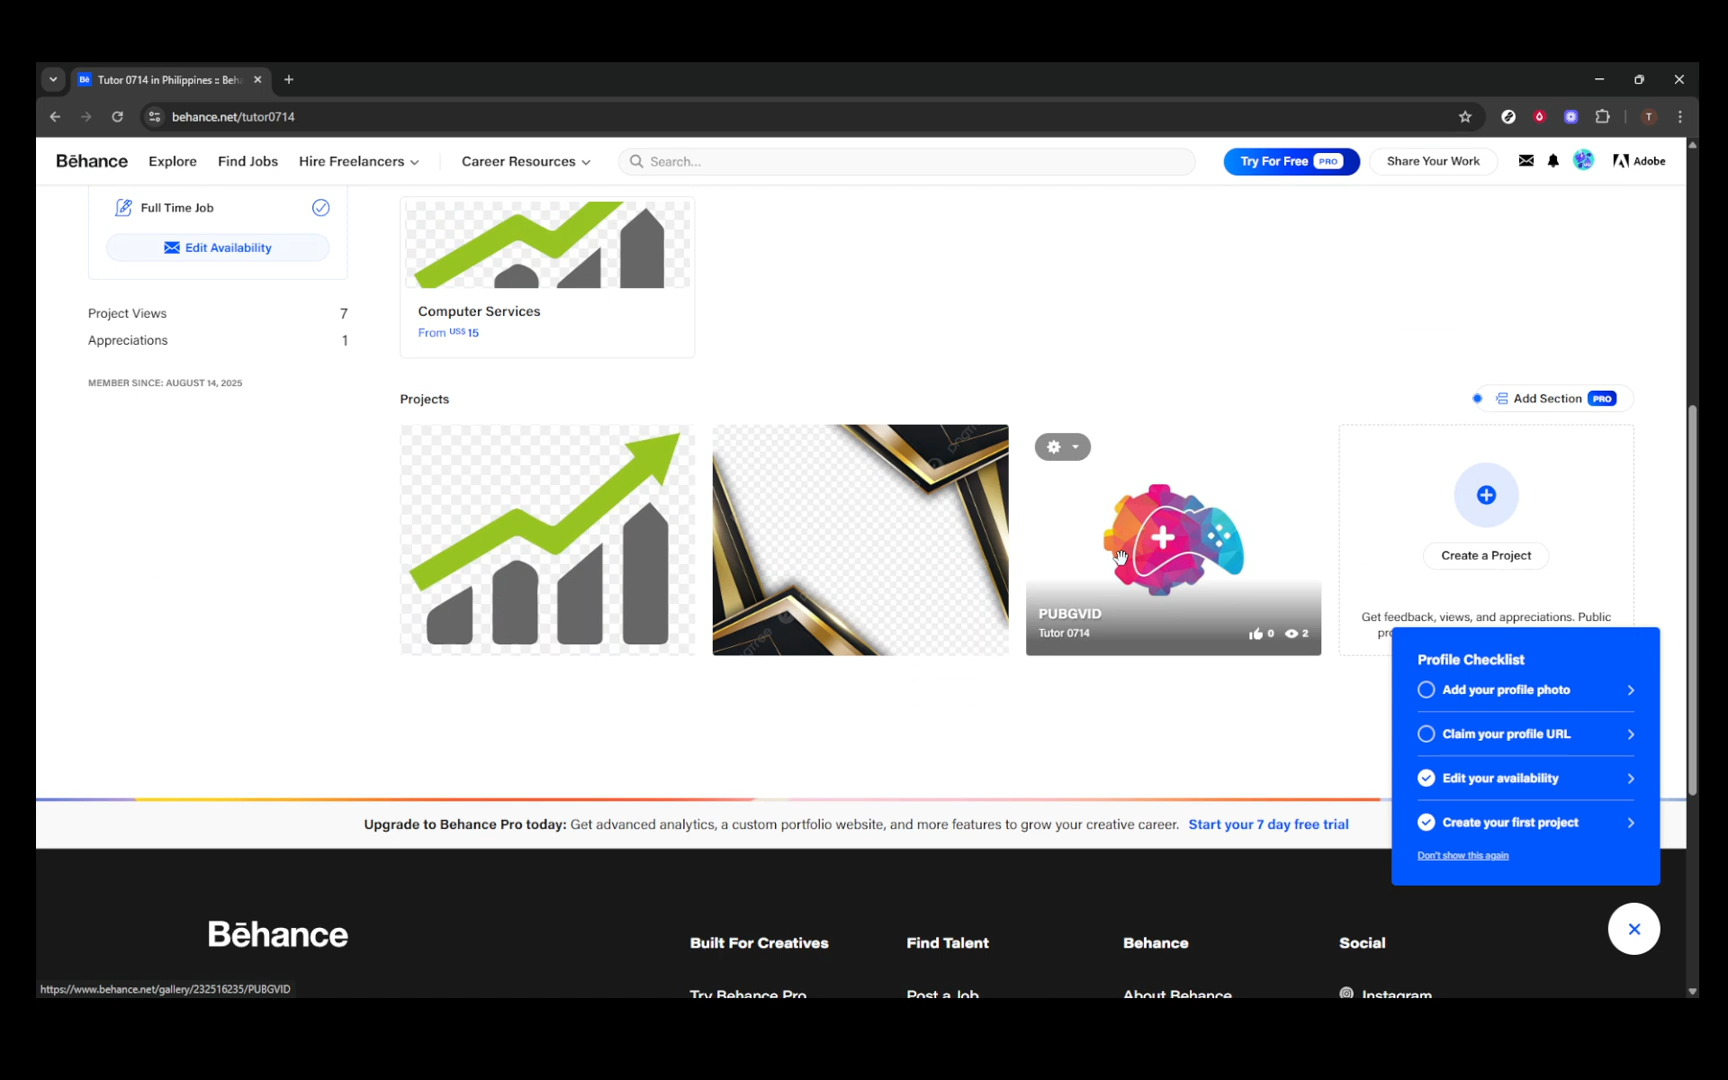 Tutor 0714 in Philippines :: Beh
behance.net/tutor0714
T
Bēhance
Explore
Find Jobs
Hire Freelancers
Career Resources
Search...
Try For Free PRO
Share Your Work
Adobe
Full Time Job
Edit Availability
Project Views 7
Appreciations 1
MEMBER SINCE: AUGUST 14, 2025
Computer Services
From US$ 15
Projects
Add Section PRO
PUBGVID
Tutor 0714
0 2
Create a Project
Get feedback, views, and appreciations. Public
Profile Checklist
Add your profile photo
Claim your profile URL
Edit your availability
Create your first project
Don't show this again
Upgrade to Behance Pro today: Get advanced analytics, a custom portfolio website, and more features to grow your creative career. Start your 7 day free trial
Bēhance
Built For Creatives
Find Talent
Behance
Social
Try Behance Pro
Post a Job
About Behance
Instagram
https://www.behance.net/gallery/232516235/PUBGVID